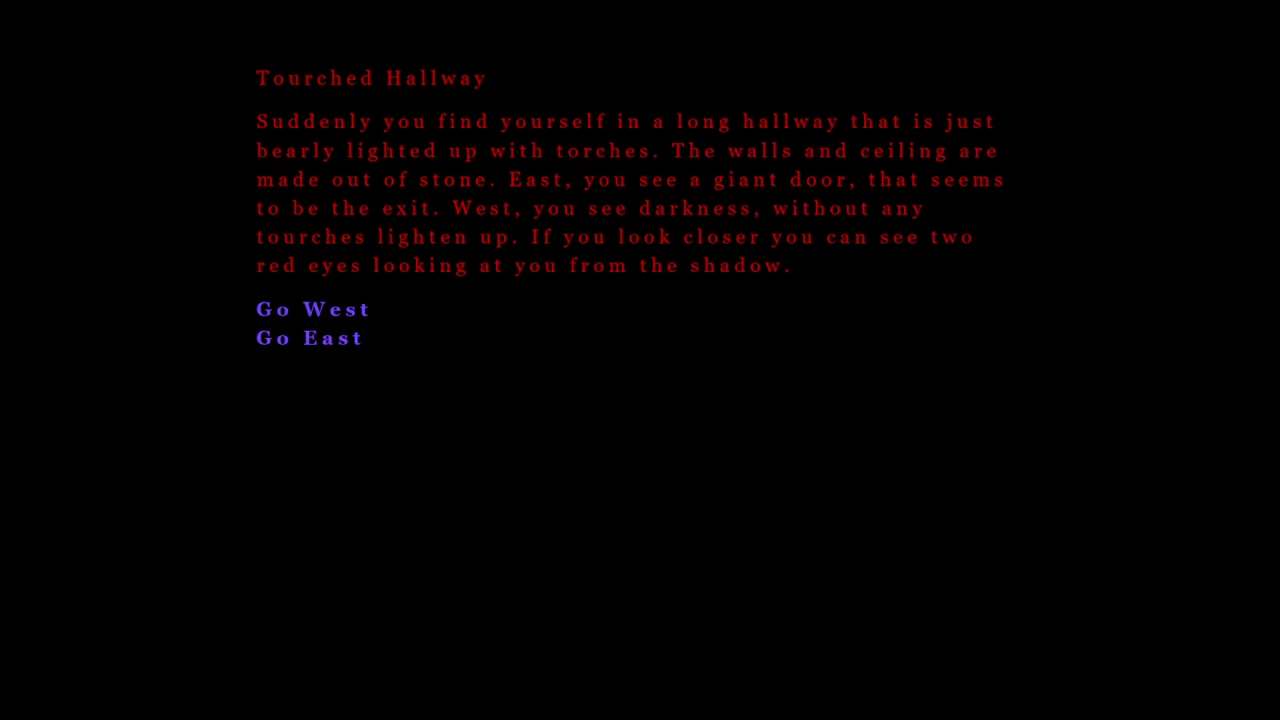 Tourched Hallway
Suddenly you find yourself in a long hallway that is just
bearly lighted up with torches. The walls and ceiling are
made out of stone. East, you see a giant door, that seems
to be the exit. West, you see darkness, without any
tourches lighten up. If you look closer you can see two
red eyes looking at you from the shadow.
Go West
Go East